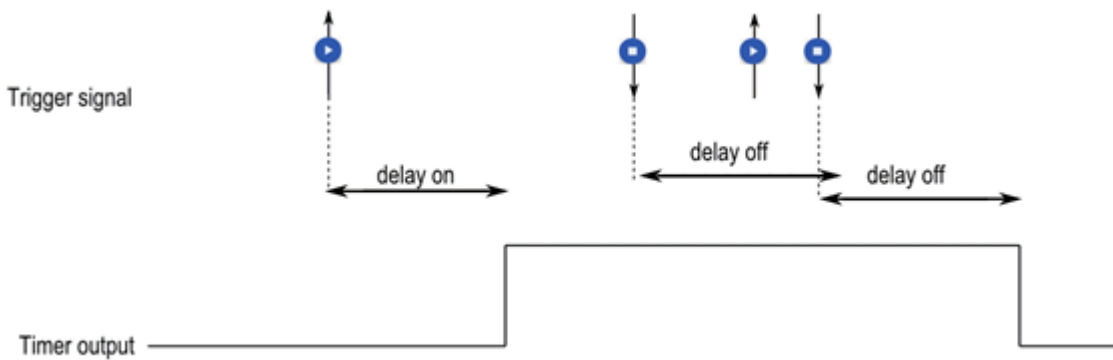 Trigger signal
delay on
delay off
delay off
Timer output